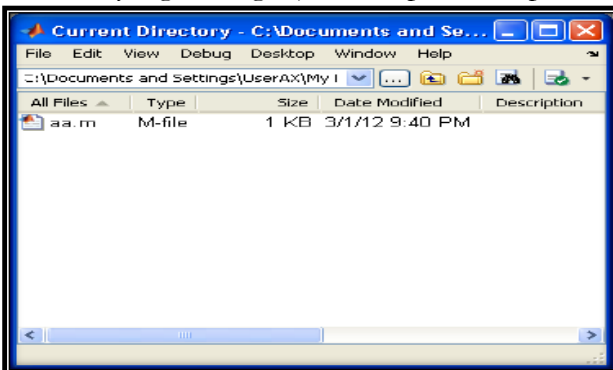 Current Directory - C:\Documents and Se...
File Edit View Debug Desktop Window Help
C:\Documents and Settings\UserAX\My
All Files Type Size Date Modified Description
aa.m M-file 1 KB 3/1/12 9:40 PM